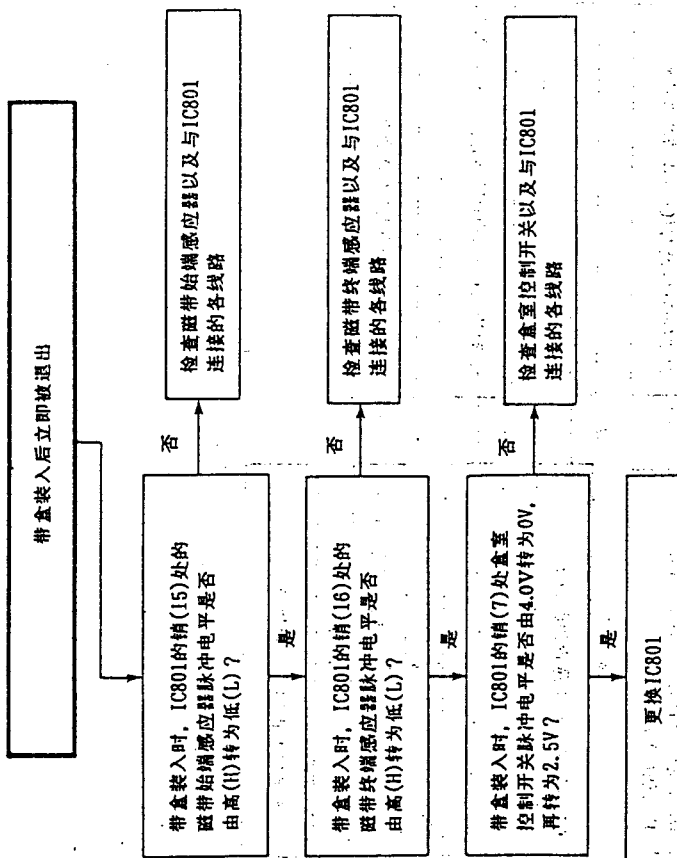 带盒装入后立即被退出
带盒装入时，IC801的销(15)处的
磁带始端感应器脉冲电平是否
由高(H)转为低(L)？
否
检查磁带始端感应器以及与IC801
连接的各线路
是
带盒装入时，IC801的销(16)处的
磁带终端感应器脉冲电平是否
由高(H)转为低(L)？
否
检查磁带终端感应器以及与IC801
连接的各线路
是
带盒装入时，IC801的销(7)处盒室
控制开关脉冲电平是否由4.0V转为0V，
再转为2.5V？
否
检查盒室控制开关以及与IC801
连接的各线路
是
更换IC801